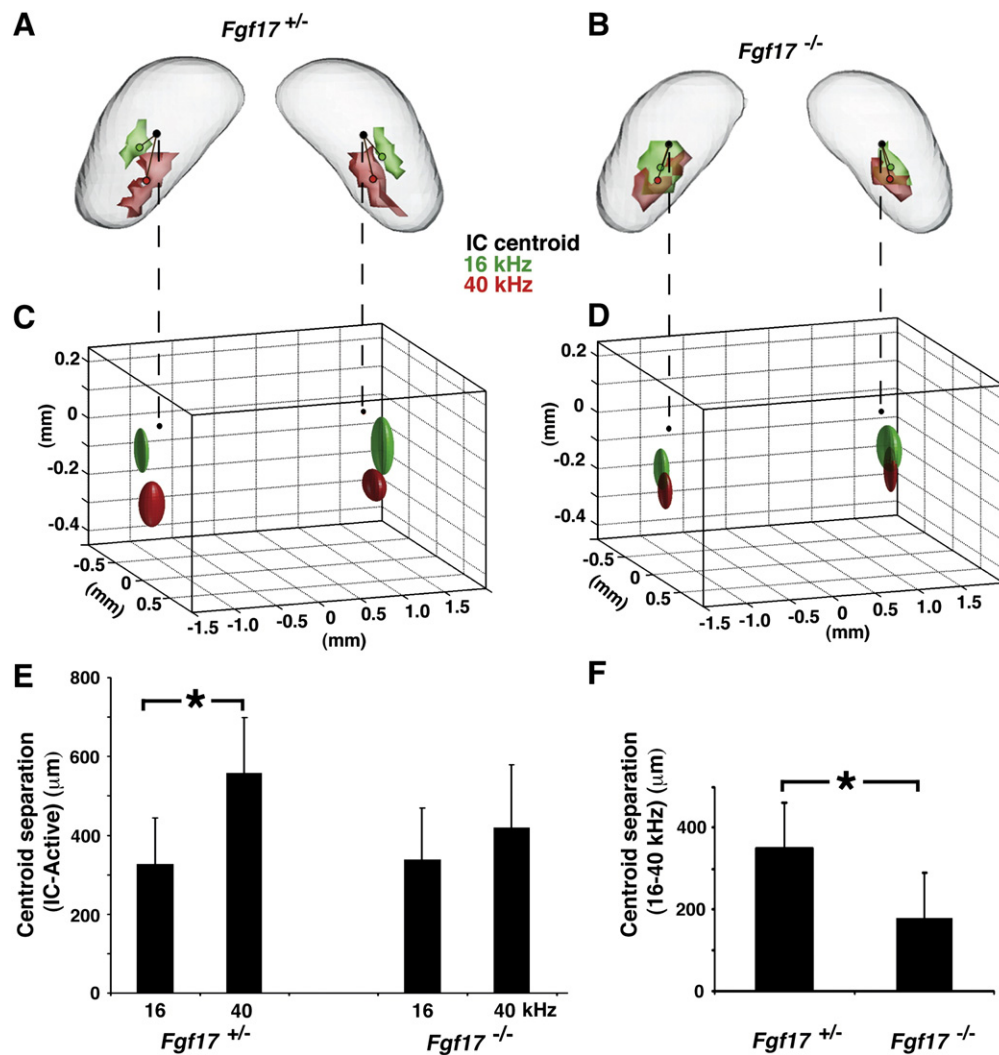 A
Fgf17 +/-
B
Fgf17 -/-
IC centroid
16 kHz
40 kHz
C
0.2
0
-0.2
-0.4
(mm)
-0.5
0
0.5
(mm)
-1.5 -1.0 -0.5 0 0.5 1.0 1.5
(mm)
D
0.2
0
-0.2
-0.4
(mm)
-0.5
0
0.5
(mm)
-1.5 -1.0 -0.5 0 0.5 1.0 1.5
(mm)
E
Centroid separation
(IC-Active) (μm)
800
600
400
200
0
*
16 40 16 40 kHz
Fgf17 +/- Fgf17 -/-
F
Centroid separation
(16-40 kHz) (μm)
400
200
0
*
Fgf17 +/- Fgf17 -/-